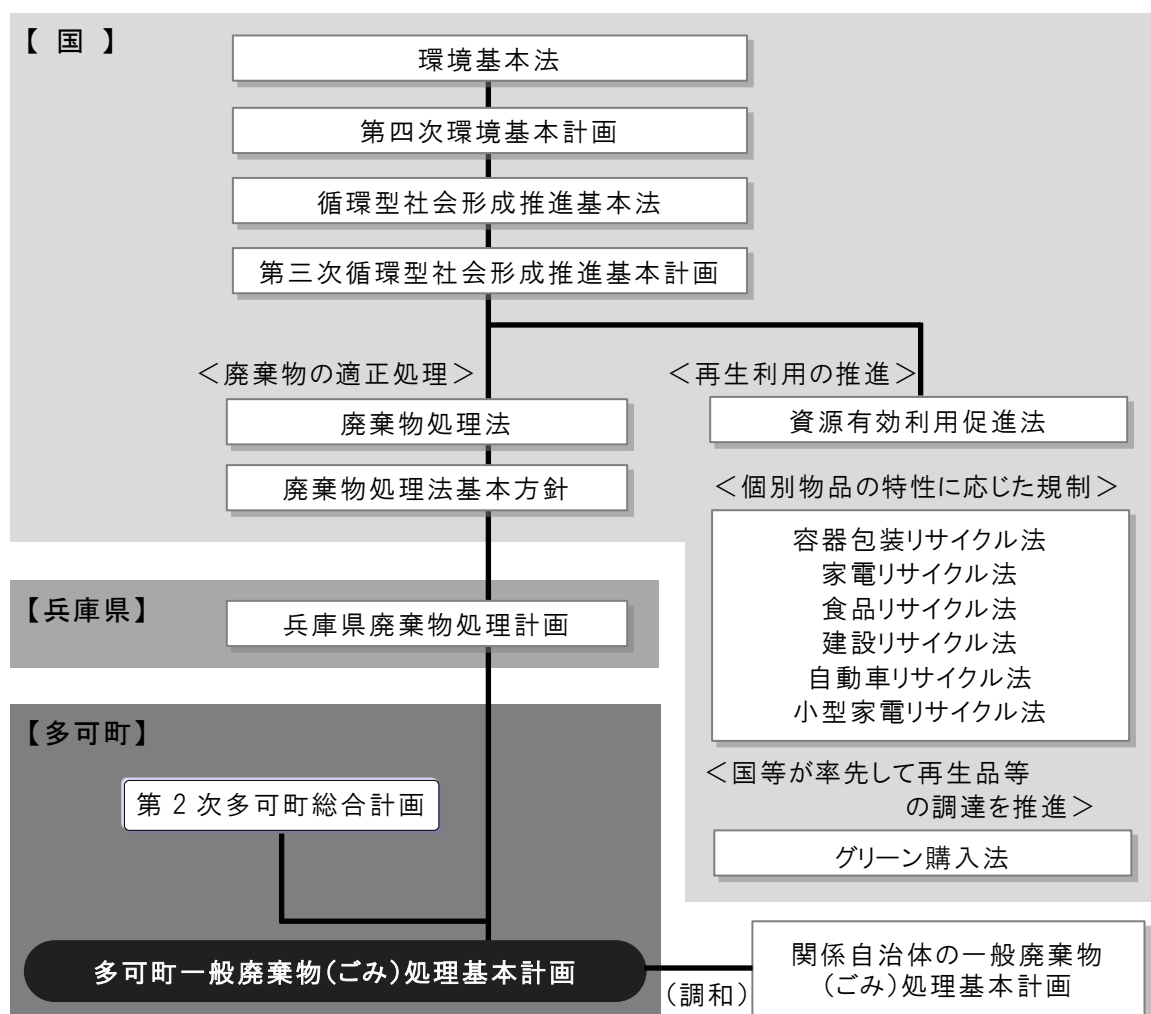 【 国 】
環境基本法
第四次環境基本計画
循環型社会形成推進基本法
第三次循環型社会形成推進基本計画
＜廃棄物の適正処理＞
廃棄物処理法
廃棄物処理法基本方針
＜再生利用の推進＞
資源有効利用促進法
＜個別物品の特性に応じた規制＞
容器包装リサイクル法
家電リサイクル法
食品リサイクル法
建設リサイクル法
自動車リサイクル法
小型家電リサイクル法
＜国等が率先して再生品等
の調達を推進＞
グリーン購入法
【兵庫県】
兵庫県廃棄物処理計画
【多可町】
第２次多可町総合計画
多可町一般廃棄物（ごみ）処理基本計画
（調和）
関係自治体の一般廃棄物
（ごみ）処理基本計画